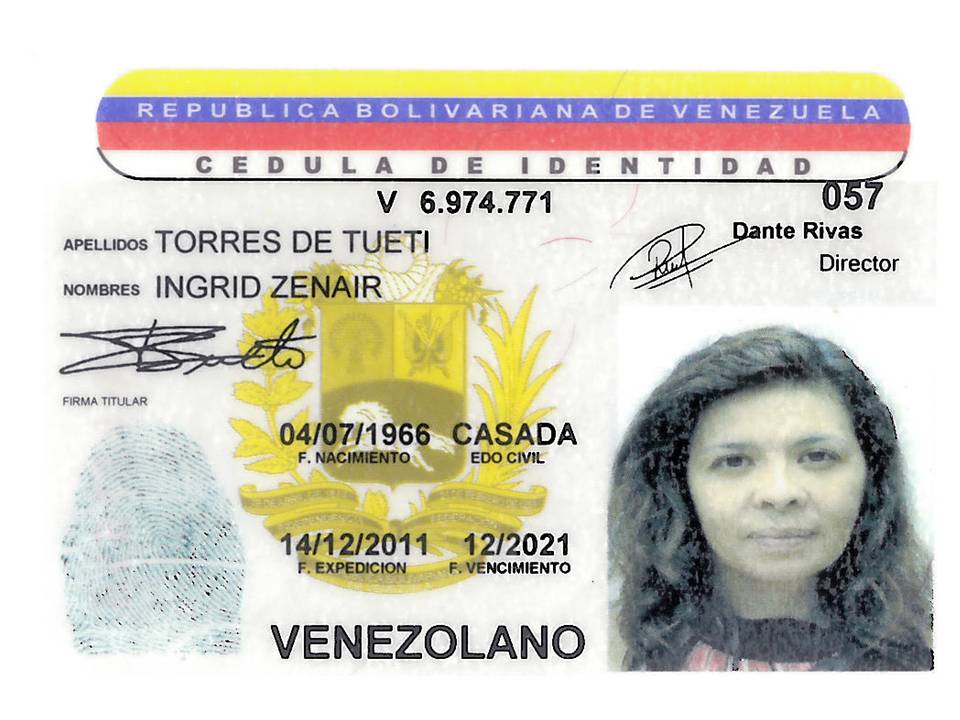 REPUBLICA BOLIVARIANA DE VENEZUELA
CEDULA DE IDENTIDAD
V 6.974.771
057
APELLIDOS TORRES DE TUETI
Dante Rivas
Director
NOMBRES INGRID ZENAIR
FIRMA TITULAR
04/07/1966 CASADA
F. NACIMIENTO EDO CIVIL
14/12/2011 12/2021
F. EXPEDICION F. VENCIMIENTO
VENEZOLANO